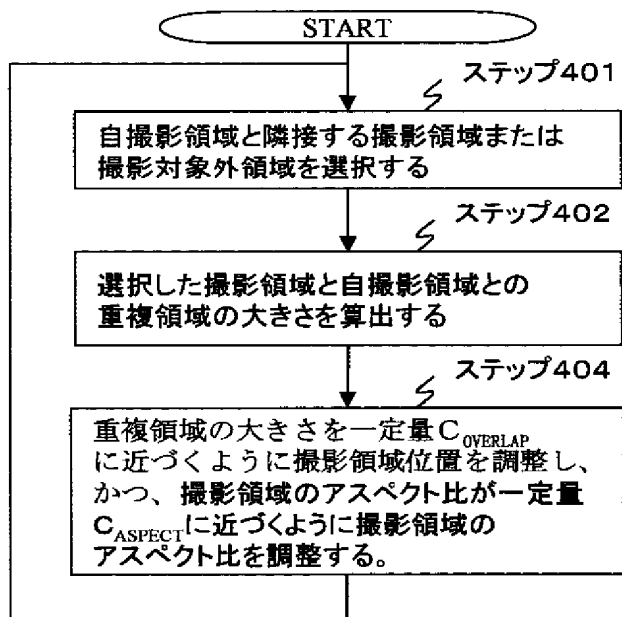 START
ステップ401
自撮影領域と隣接する撮影領域または
撮影対象外領域を選択する
ステップ402
選択した撮影領域と自撮影領域との
重複領域の大きさを算出する
ステップ404
重複領域の大きさを一定量C_OVERLAP
に近づくように撮影領域位置を調整し、
かつ、撮影領域のアスペクト比が一定量
C_ASPECTに近づくように撮影領域の
アスペクト比を調整する。